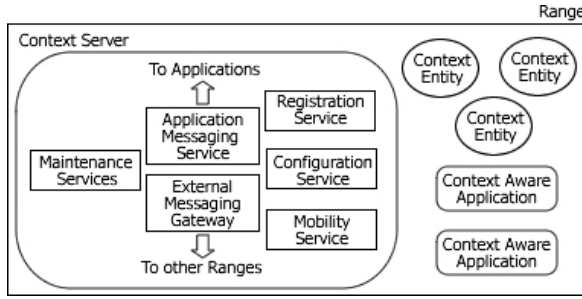 Range
Context Server
To Applications
Application
Messaging
Service
Maintenance
Services
External
Messaging
Gateway
To other Ranges
Registration
Service
Configuration
Service
Mobility
Service
Context
Entity
Context
Entity
Context
Entity
Context Aware
Application
Context Aware
Application